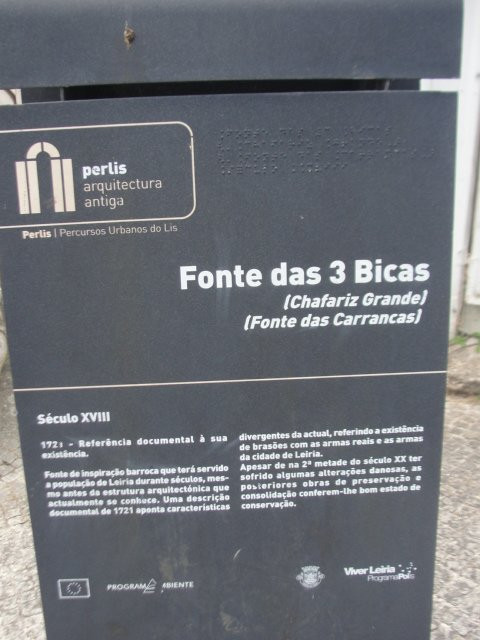 perlis
arquitectura
antiga
Perlis | Percursos Urbanos do Lis
Fonte das 3 Bicas
(Chafariz Grande)
(Fonte das Carrancas)
Século XVIII
- Referência documental à sua
existência.
Fonte de inspiração barroca que terá servido
a população de Leiria durante séculos, mes-
mo antes da estrutura arquitectónica que
actualmente se conhece. Uma descrição
documental de 1721 aponta características
divergentes da actual, referindo a existência
de brasões com as armas reais e as armas
da cidade de Leiria.
Apesar de na 2ª metade do século XX ter
sofrido algumas alterações danosas, as
posteriores obras de preservação e
consolidação conferem-lhe bom estado de
conservação.
Viver Leiria
ProgramaPolis